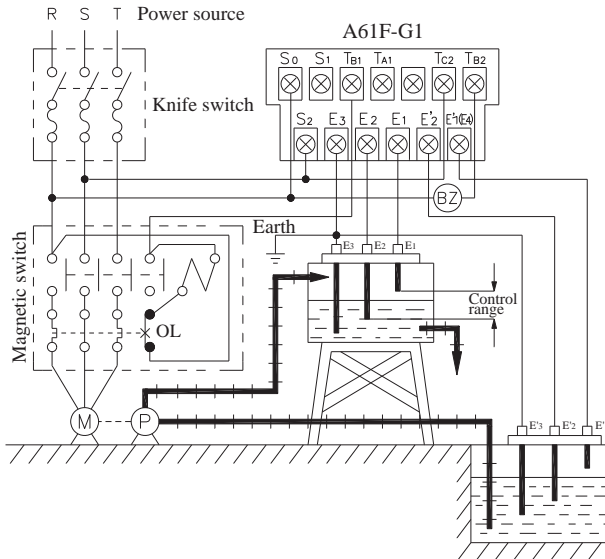 R S T Power source
A61F-G1
S0 S1 TB1 TA1 TC2 TB2
Knife switch
S2 E3 E2 E1 E'2 E'1(E4)
BZ
Earth
E3 E2 E1
Magnetic switch
Control
range
OL
M P
E'3 E'2 E'